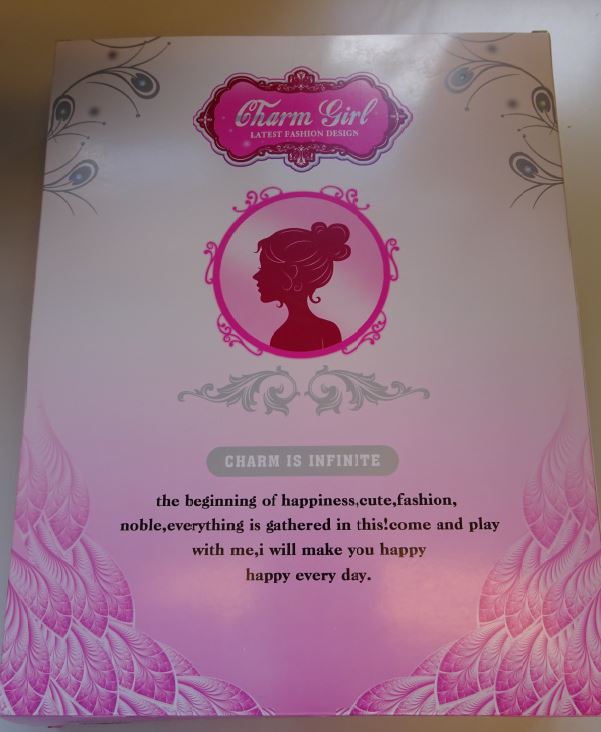 Charm Girl
LATEST FASHION DESIGN
CHARM IS INFINITE
the beginning of happiness,cute,fashion,
noble,everything is gathered in this!come and play
with me,i will make you happy
happy every day.